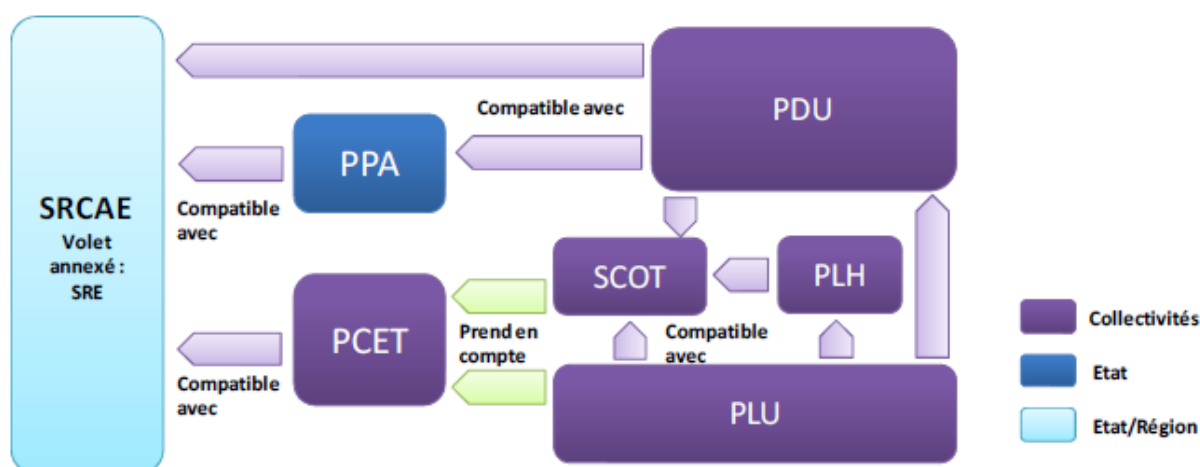 PDU
Compatible avec
PPA
SRCAE
Volet
annexé :
SRE
Compatible
avec
SCOT
PLH
PCET
Prend en
compte
Compatible
avec
Compatible
avec
PLU
Collectivités
Etat
Etat/Région